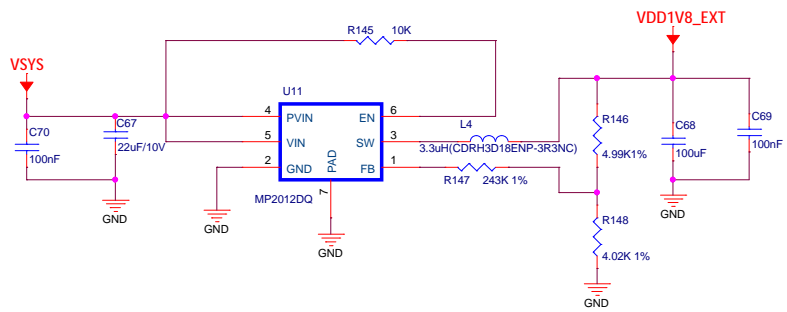 VDD1V8_EXT
R145 10K
VSYS
U11
C70
100nF
C67
22uF/10V
4 PVIN EN 6
5 VIN SW 3
2 GND PAD FB 1
7
MP2012DQ
L4
3.3uH(CDRH3D18ENP-3R3NC)
R147 243K 1%
R146
4.99K1%
C68
100uF
C69
100nF
R148
4.02K 1%
GND
GND
GND
GND
GND